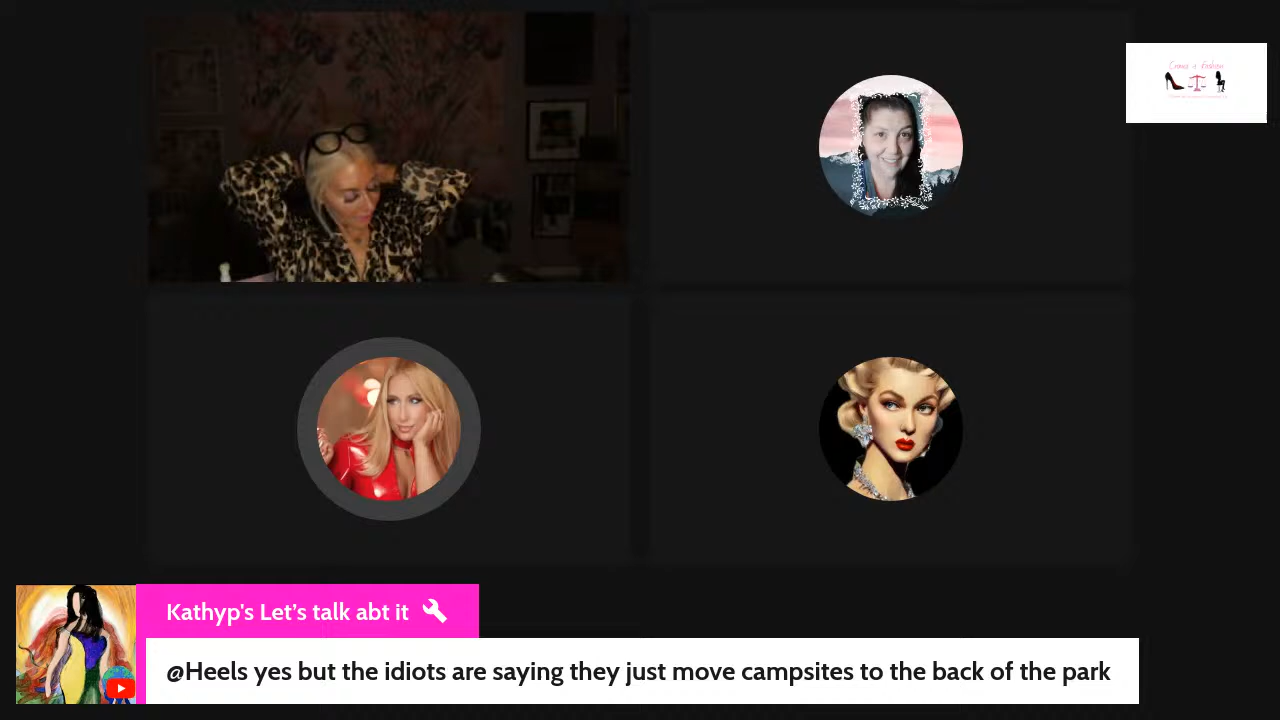 Kathyp's Let's talk abt it
@Heels yes but the idiots are saying they just move campsites to the back of the park